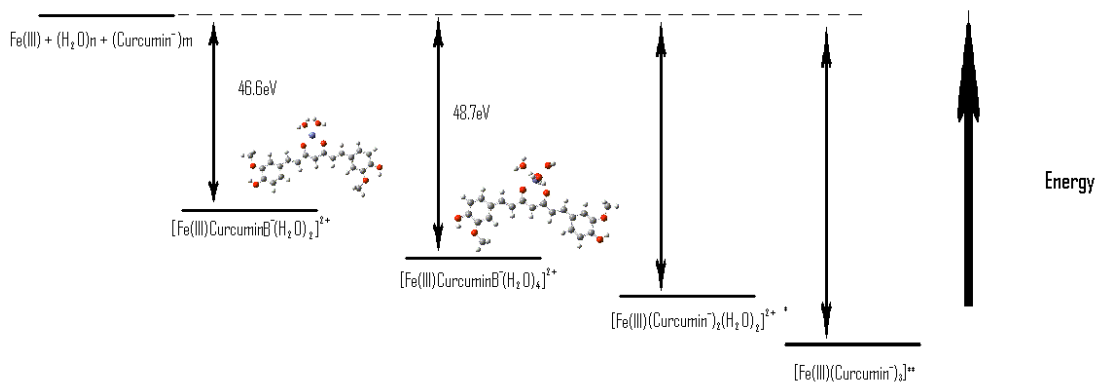 Fe(III) + (H₂O)n + (Curcumin⁻)m
46.6eV
48.7eV
Energy
[Fe(III)CurcuminB⁻(H₂O)₂]²⁺
[Fe(III)CurcuminB⁻(H₂O)₄]²⁺
[Fe(III)(Curcumin⁻)₂(H₂O)₂]²⁺ *
[Fe(III)(Curcumin⁻)₃]**